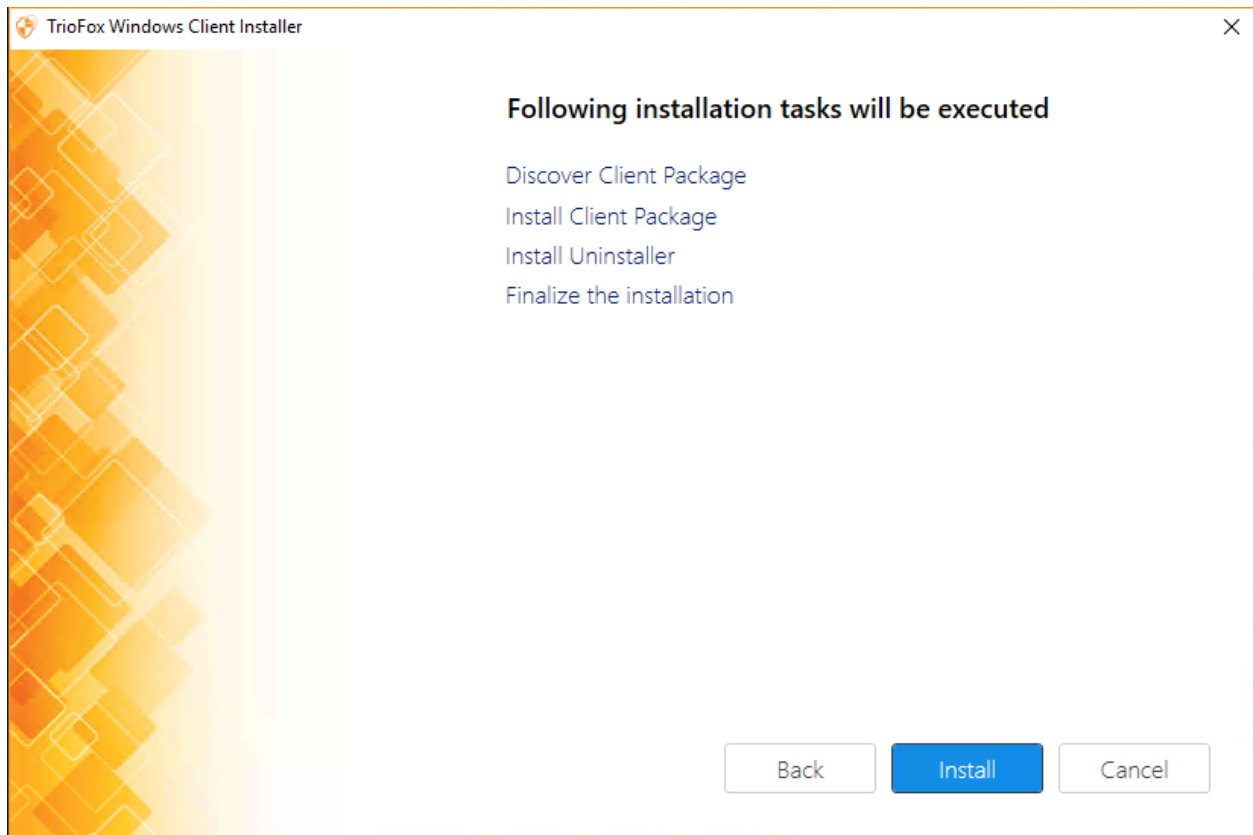 TrioFox Windows Client Installer
Following installation tasks will be executed
Discover Client Package
Install Client Package
Install Uninstaller
Finalize the installation
Back Install Cancel